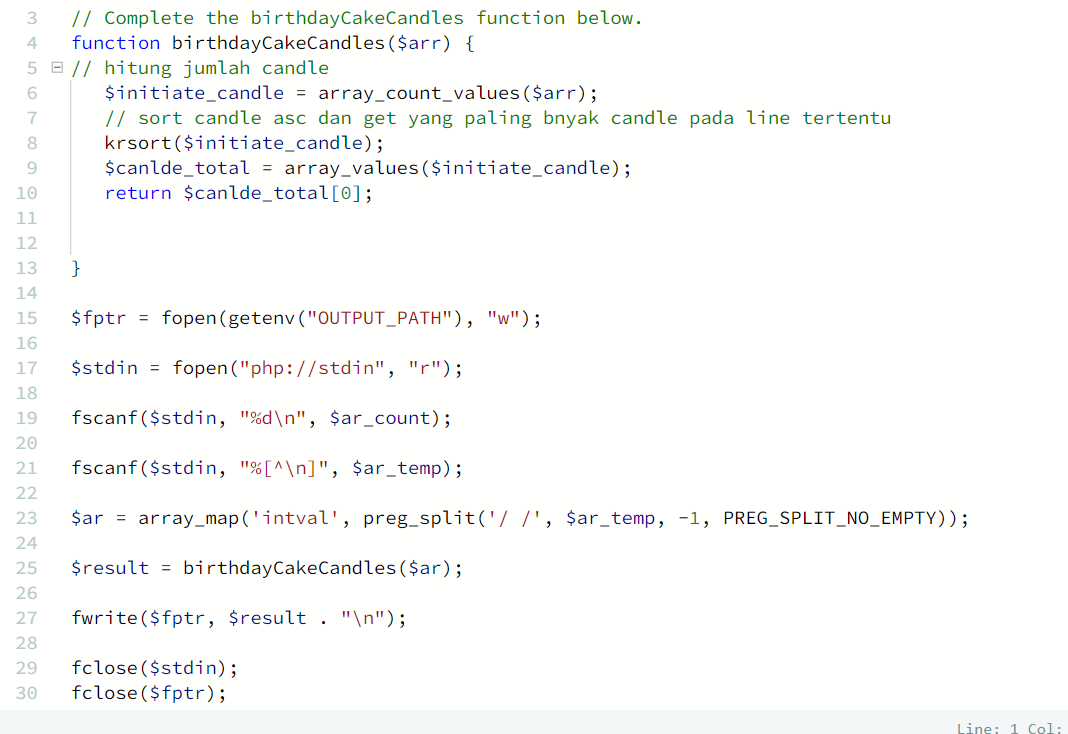 3 // Complete the birthdayCakeCandles function below.
4 function birthdayCakeCandles($arr) {
5 // hitung jumlah candle
6 $initiate_candle = array_count_values($arr);
7 // sort candle asc dan get yang paling bnyak candle pada line tertentu
8 krsort($initiate_candle);
9 $canlde_total = array_values($initiate_candle);
10 return $canlde_total[0];
11
12
13 }
14
15 $fptr = fopen(getenv("OUTPUT_PATH"), "w");
16
17 $stdin = fopen("php://stdin", "r");
18
19 fscanf($stdin, "%d\n", $ar_count);
20
21 fscanf($stdin, "%[^\n]", $ar_temp);
22
23 $ar = array_map('intval', preg_split('/ /', $ar_temp, -1, PREG_SPLIT_NO_EMPTY));
24
25 $result = birthdayCakeCandles($ar);
26
27 fwrite($fptr, $result . "\n");
28
29 fclose($stdin);
30 fclose($fptr);
Line: 1 Col: